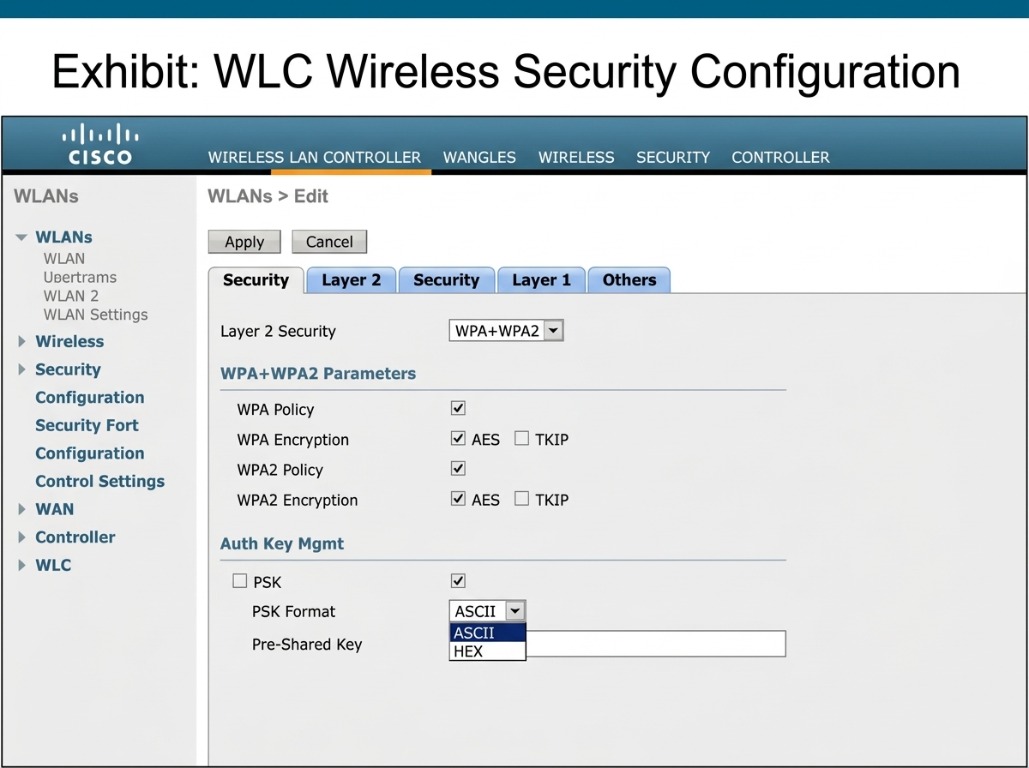 Exhibit: WLC Wireless Security Configuration
CISCO
WIRELESS LAN CONTROLLER WANGLES WIRELESS SECURITY CONTROLLER
WLANs
WLANs
WLAN
Ubertrams
WLAN 2
WLAN Settings
Wireless
Security
Configuration
Security Fort
Configuration
Control Settings
WAN
Controller
WLC
WLANs > Edit
Apply Cancel
Security Layer 2 Security Layer 1 Others
Layer 2 Security WPA+WPA2
WPA+WPA2 Parameters
WPA Policy
WPA Encryption AES TKIP
WPA2 Policy
WPA2 Encryption AES TKIP
Auth Key Mgmt
PSK
PSK Format ASCII
ASCII
Pre-Shared Key HEX